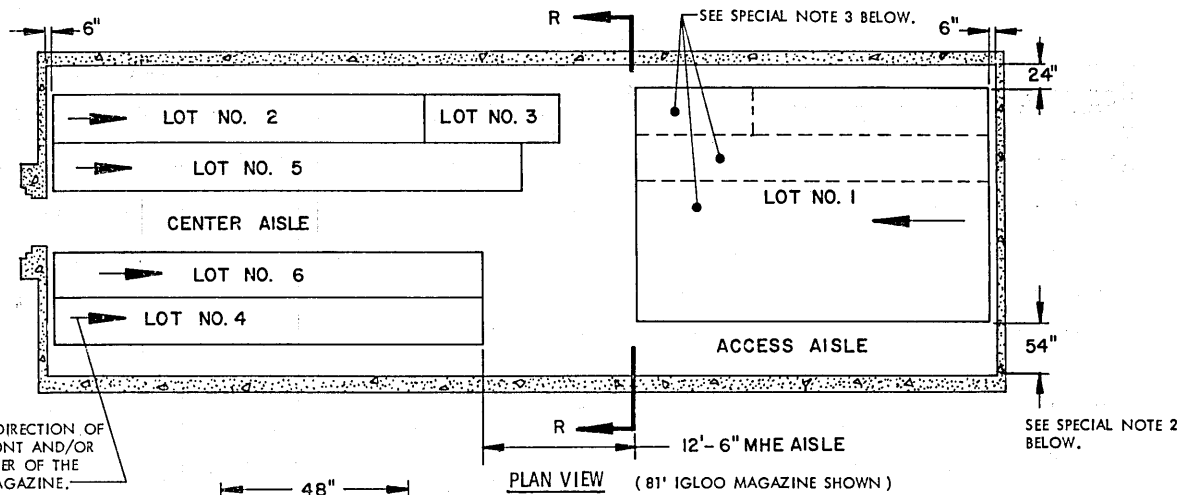 6"
R
SEE SPECIAL NOTE 3 BELOW.
6"
24"
LOT NO. 2
LOT NO. 3
LOT NO. 5
LOT NO. 1
CENTER AISLE
LOT NO. 6
LOT NO. 4
ACCESS AISLE
54"
DIRECTION OF
ONT AND/OR
ER OF THE
AGAZINE.
R
12'-6" MHE AISLE
SEE SPECIAL NOTE 2
BELOW.
48"
PLAN VIEW (81' IGLOO MAGAZINE SHOWN)